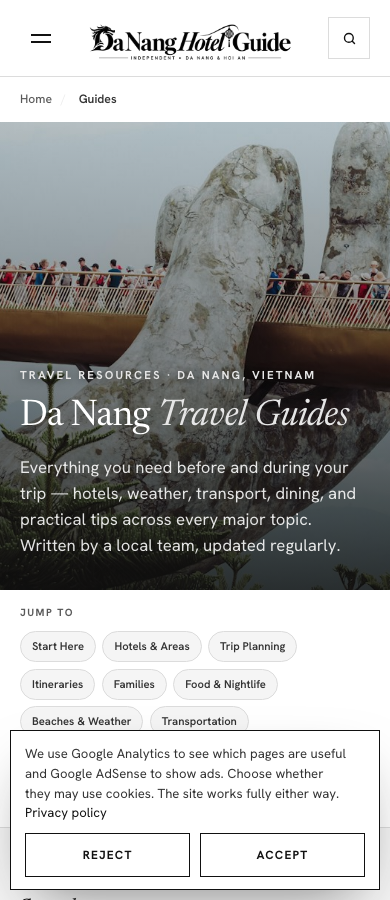 Da Nang Hotel Guide
INDEPENDENT • DA NANG & HOI AN
Home / Guides
TRAVEL RESOURCES · DA NANG, VIETNAM
Da Nang Travel Guides
Everything you need before and during your
trip — hotels, weather, transport, dining, and
practical tips across every major topic.
Written by a local team, updated regularly.
JUMP TO
Start Here
Hotels & Areas
Trip Planning
Itineraries
Families
Food & Nightlife
Beaches & Weather
Transportation
We use Google Analytics to see which pages are useful
and Google AdSense to show ads. Choose whether
they may use cookies. The site works fully either way.
Privacy policy
REJECT
ACCEPT